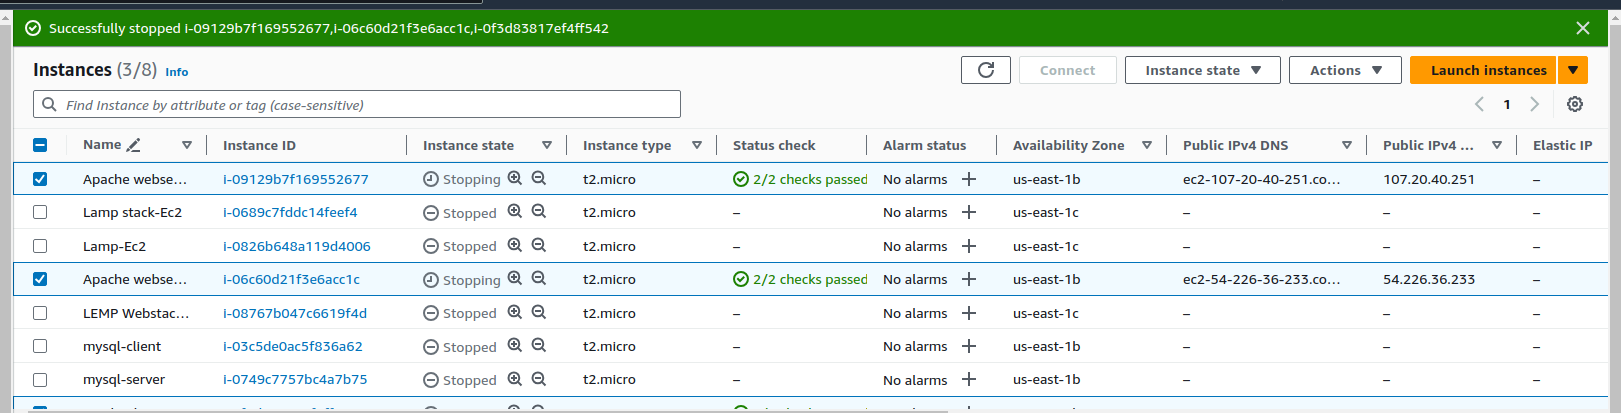 Successfully stopped i-09129b7f169552677,i-06c60d21f3e6acc1c,i-0f3d83817ef4ff542
Instances (3/8) Info Connect Instance state Actions Launch instances
Find Instance by attribute or tag (case-sensitive) 1
Name Instance ID Instance state Instance type Status check Alarm status Availability Zone Public IPv4 DNS Public IPv4 ... Elastic IP
Apache webse... i-09129b7f169552677 Stopping t2.micro 2/2 checks passed No alarms + us-east-1b ec2-107-20-40-251.co... 107.20.40.251 –
Lamp stack-Ec2 i-0689c7fddc14feef4 Stopped t2.micro – No alarms + us-east-1c – – –
Lamp-Ec2 i-0826b648a119d4006 Stopped t2.micro – No alarms + us-east-1c – – –
Apache webse... i-06c60d21f3e6acc1c Stopping t2.micro 2/2 checks passed No alarms + us-east-1b ec2-54-226-36-233.co... 54.226.36.233 –
LEMP Webstac... i-08767b047c6619f4d Stopped t2.micro – No alarms + us-east-1c – – –
mysql-client i-03c5de0ac5f836a62 Stopped t2.micro – No alarms + us-east-1b – – –
mysql-server i-0749c7757bc4a7b75 Stopped t2.micro – No alarms + us-east-1b – – –